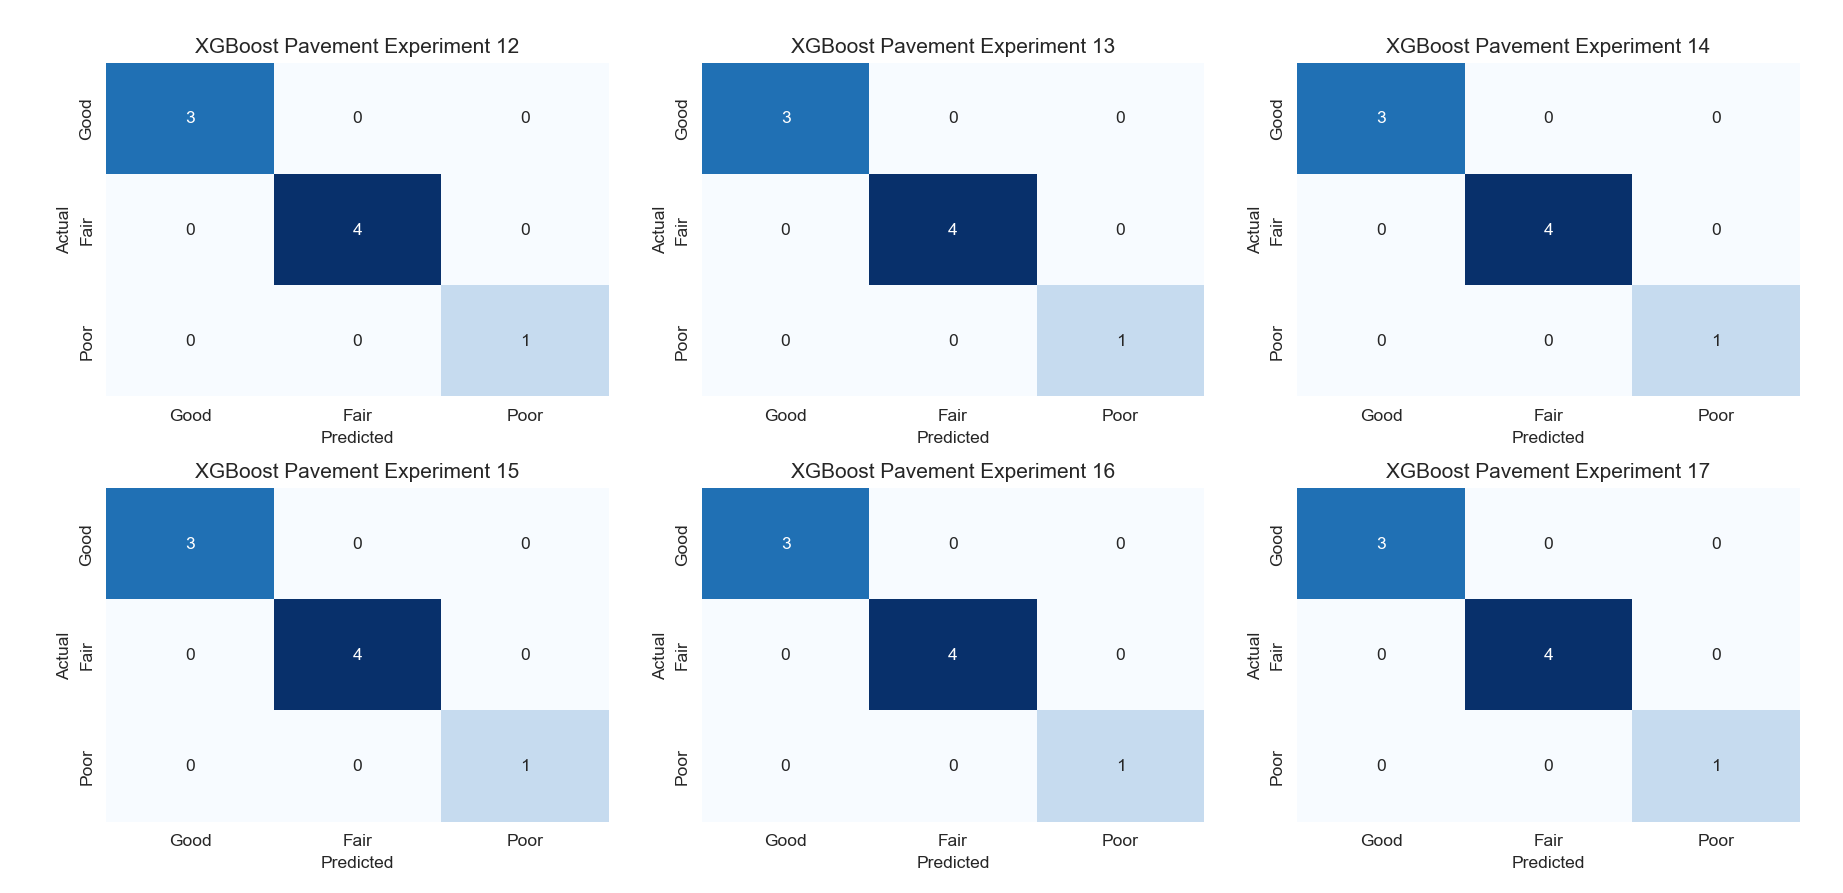 XGBoost Pavement Experiment 12
Actual
Good
3 0 0
Fair
0 4 0
Poor
0 0 1
Good Fair Poor
Predicted
XGBoost Pavement Experiment 13
Actual
Good
3 0 0
Fair
0 4 0
Poor
0 0 1
Good Fair Poor
Predicted
XGBoost Pavement Experiment 14
Actual
Good
3 0 0
Fair
0 4 0
Poor
0 0 1
Good Fair Poor
Predicted
XGBoost Pavement Experiment 15
Actual
Good
3 0 0
Fair
0 4 0
Poor
0 0 1
Good Fair Poor
Predicted
XGBoost Pavement Experiment 16
Actual
Good
3 0 0
Fair
0 4 0
Poor
0 0 1
Good Fair Poor
Predicted
XGBoost Pavement Experiment 17
Actual
Good
3 0 0
Fair
0 4 0
Poor
0 0 1
Good Fair Poor
Predicted